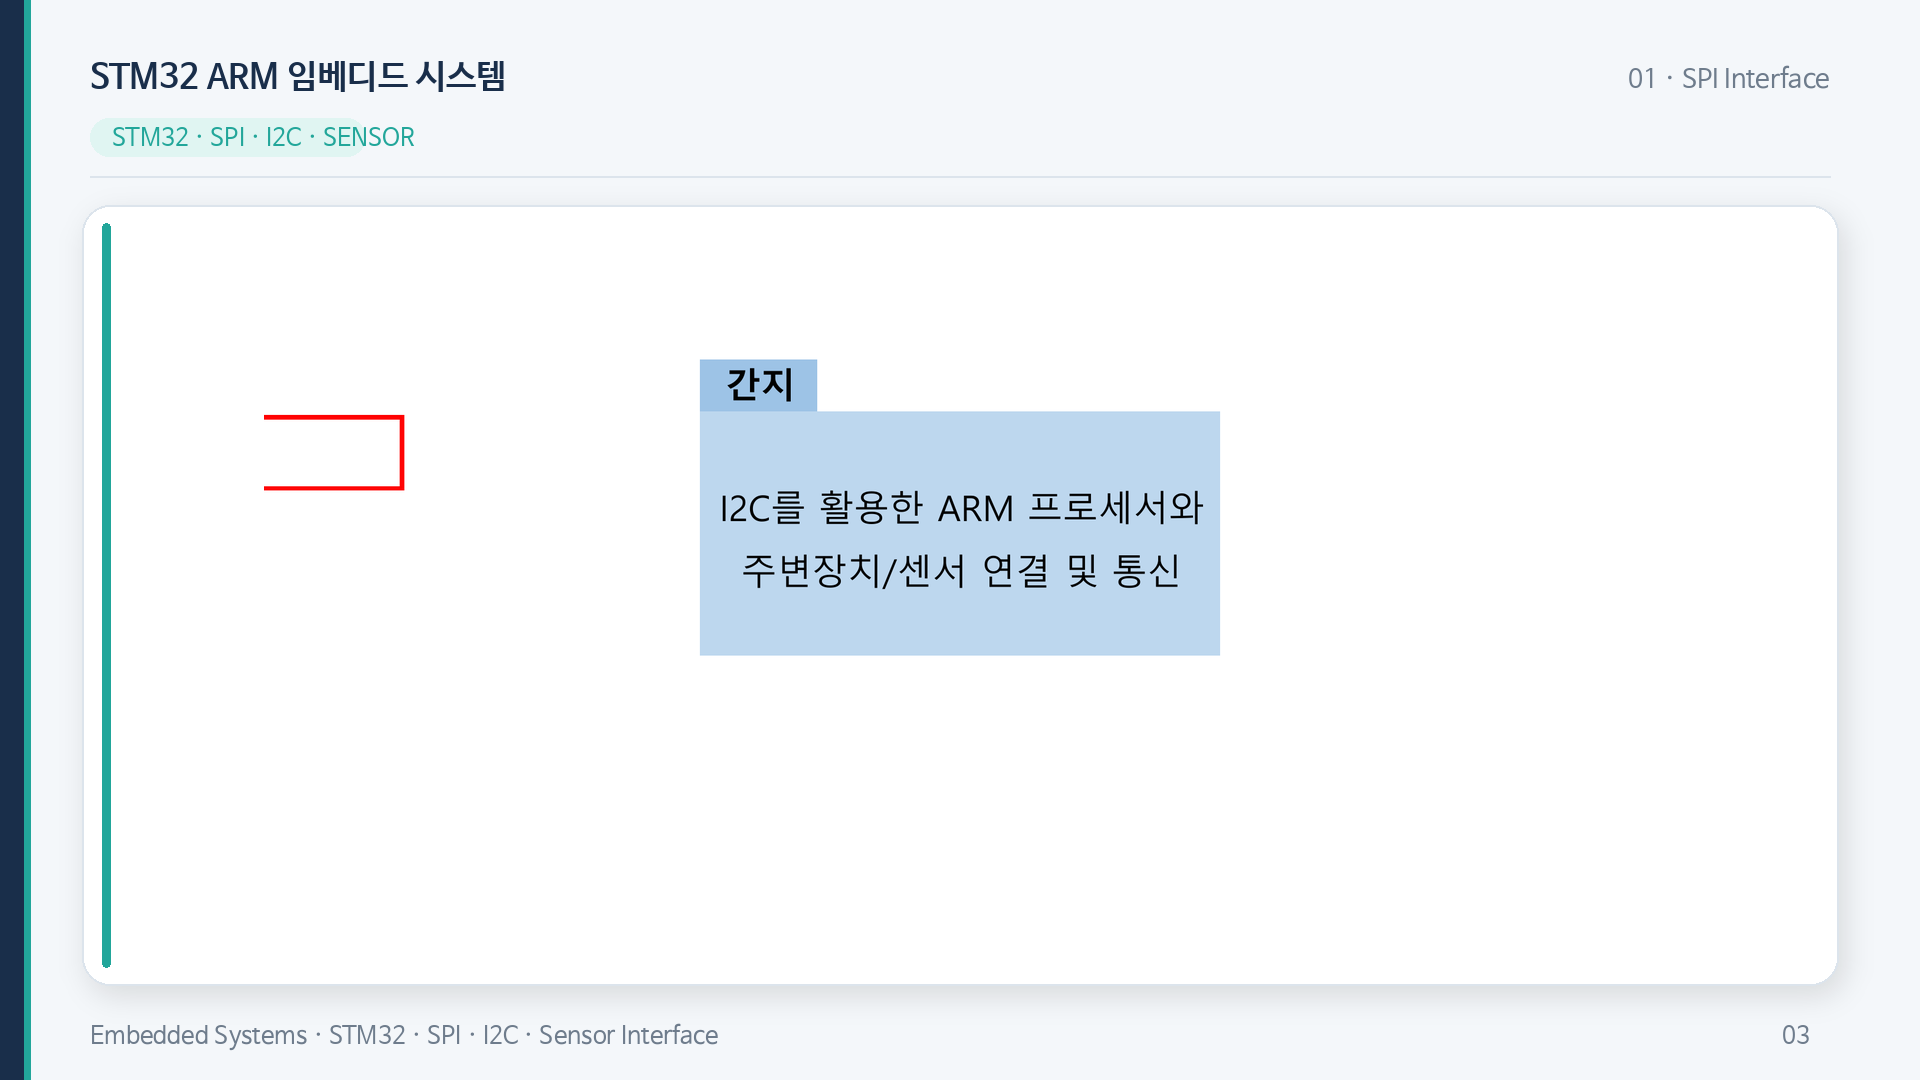 STM32 ARM 임베디드 시스템
01 · SPI Interface
STM32 · SPI · I2C · SENSOR
간지
I2C를 활용한 ARM 프로세서와
주변장치/센서 연결 및 통신
Embedded Systems · STM32 · SPI · I2C · Sensor Interface
03